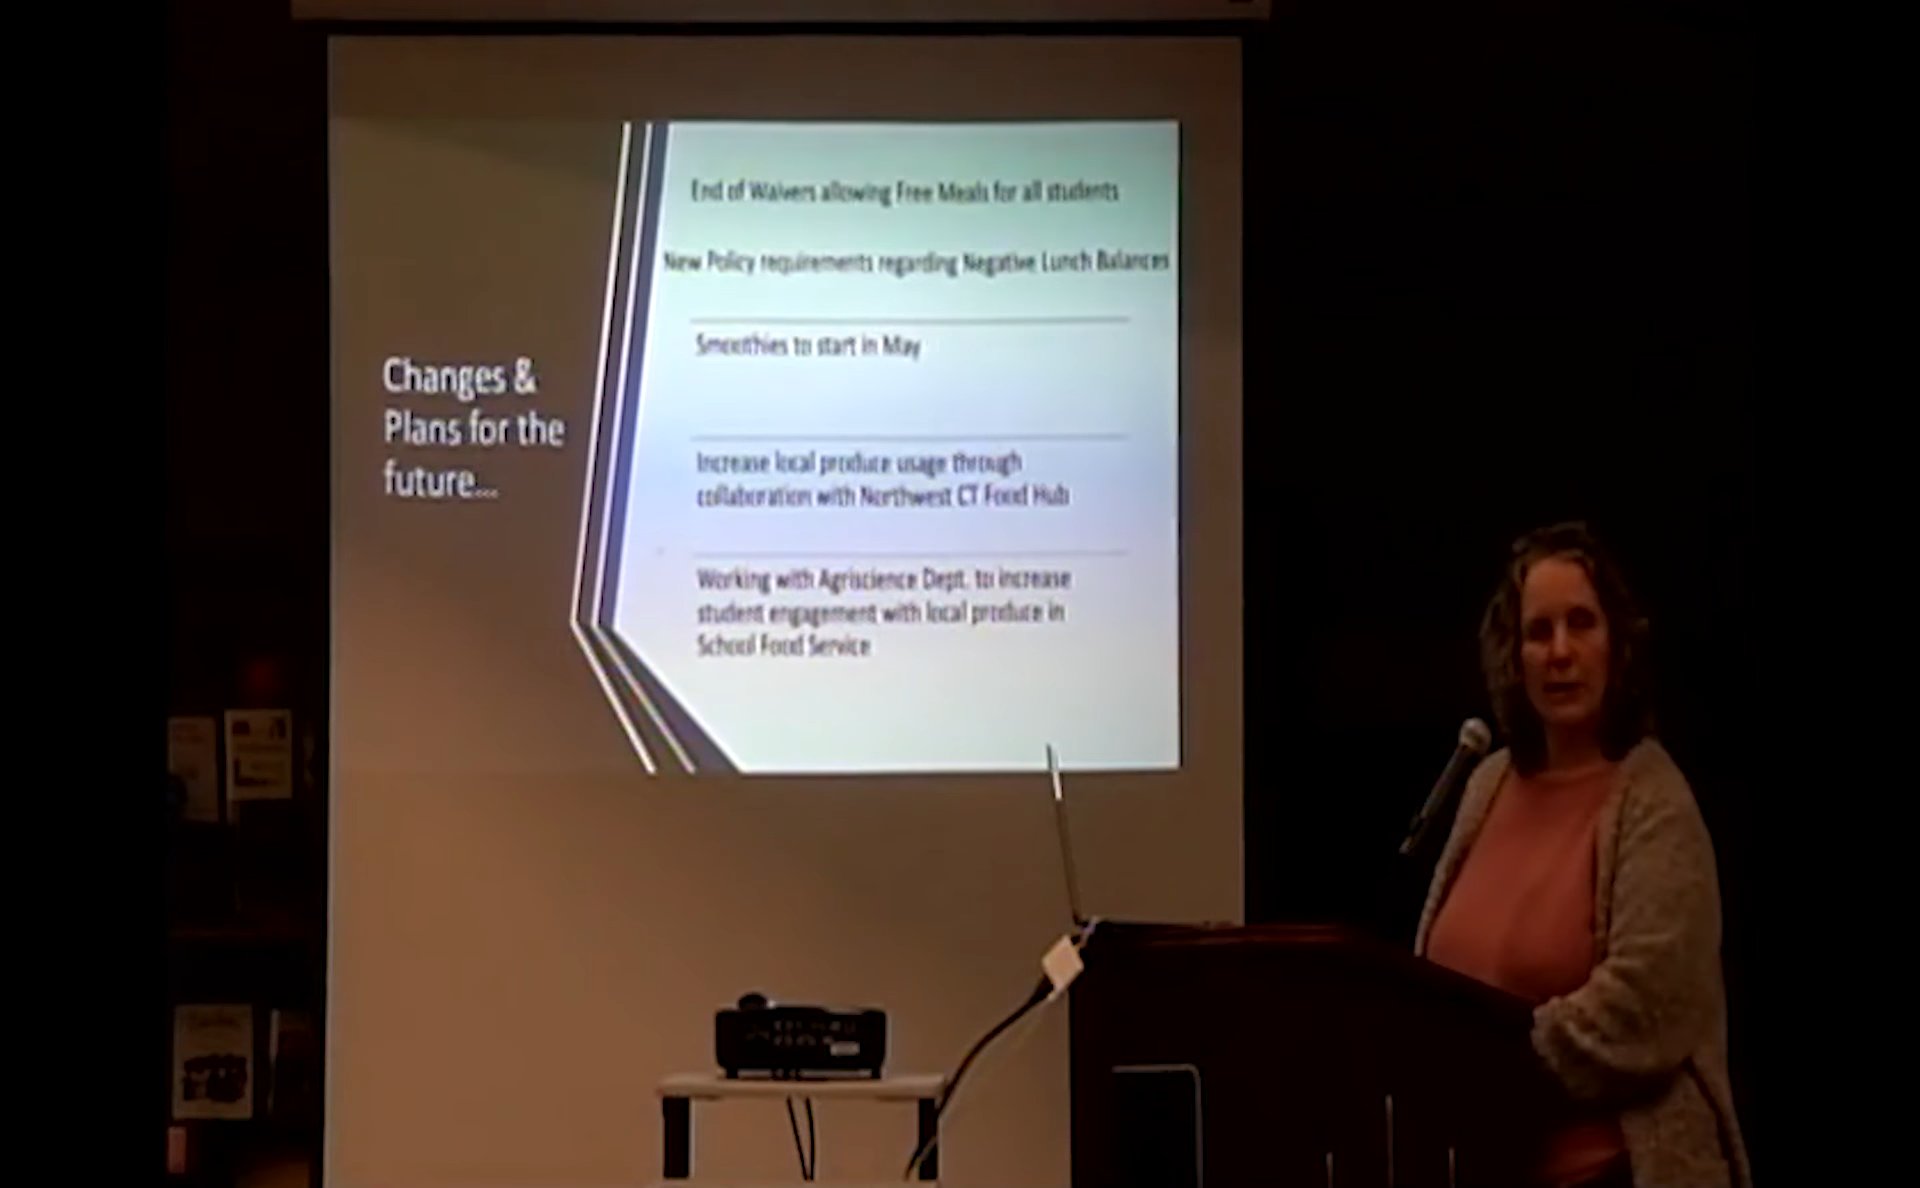 Changes &
Plans for the
future...
End of Waivers allowing Free Meals for all students
New Policy requirements regarding Negative Lunch Balances
Smoothies to start in May
Increase local produce usage through
collaboration with Northwest CT Food Hub
Working with Agriscience Dept. to increase
student engagement with local produce in
School Food Service